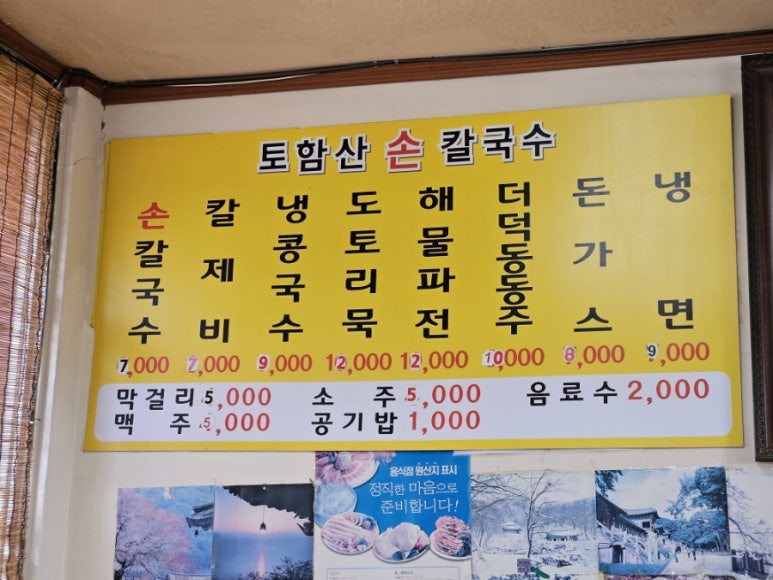 토함산 손 칼국수
손칼국수 7,000
칼제비 7,000
냉콩국수 9,000
도토리묵 12,000
해물파전 12,000
더덕동동주 10,000
돈가스 8,000
냉면 9,000
막걸리 5,000 소주 5,000 음료수 2,000
맥주 5,000 공기밥 1,000
음식점 원산지 표시
정직한 마음으로
준비합니다!